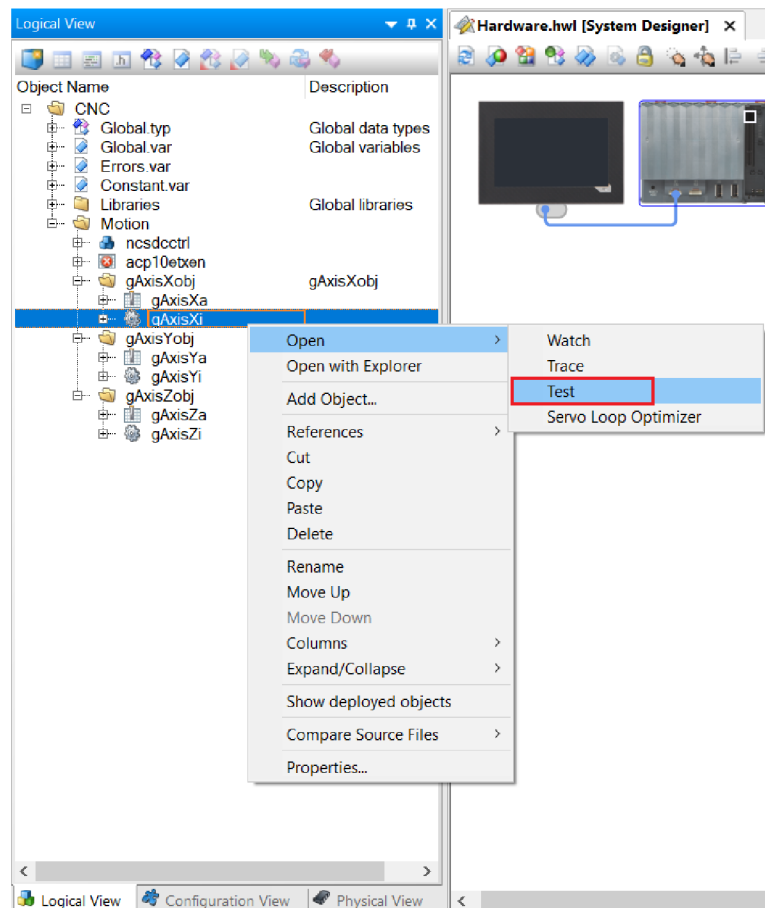 Logical View
Hardware.hwl [System Designer]
Object Name Description
CNC
Global.typ Global data types
Global.var Global variables
Errors.var
Constant.var
Libraries Global libraries
Motion
ncsdcctrl
acp10etxen
gAxisXobj gAxisXobj
gAxisXa
gAxisXi
gAxisYobj
gAxisYa
gAxisYi
gAxisZobj
gAxisZa
gAxisZi
Open
Open with Explorer
Add Object...
References
Cut
Copy
Paste
Delete
Rename
Move Up
Move Down
Columns
Expand/Collapse
Show deployed objects
Compare Source Files
Properties...
Watch
Trace
Test
Servo Loop Optimizer
Logical View Configuration View Physical View